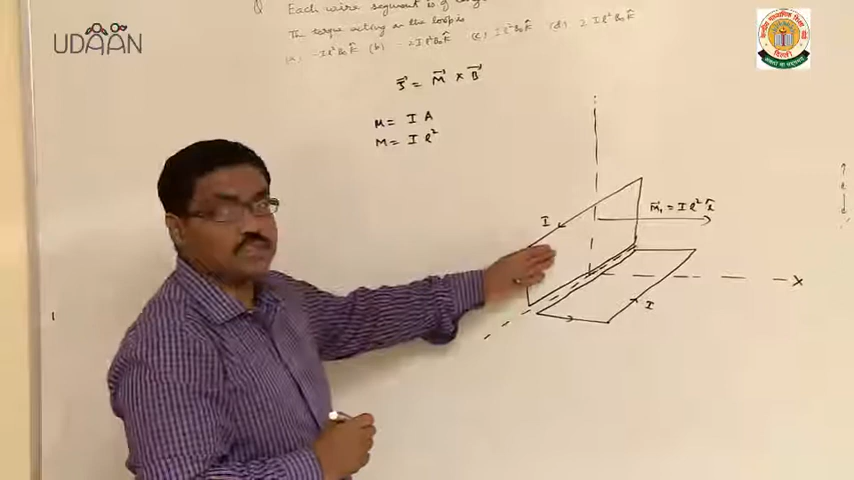 UDAAN
Q Each wire segment is of
The torque acting on the loop is
(a) -Il²B₀k̂ (b) -2Il²B₀k̂ (c) Il²B₀k̂ (d) 2Il²B₀k̂
M⃗ × B⃗
M = I A
M = I l²
I
M⃗₁ = I l² î
X
I